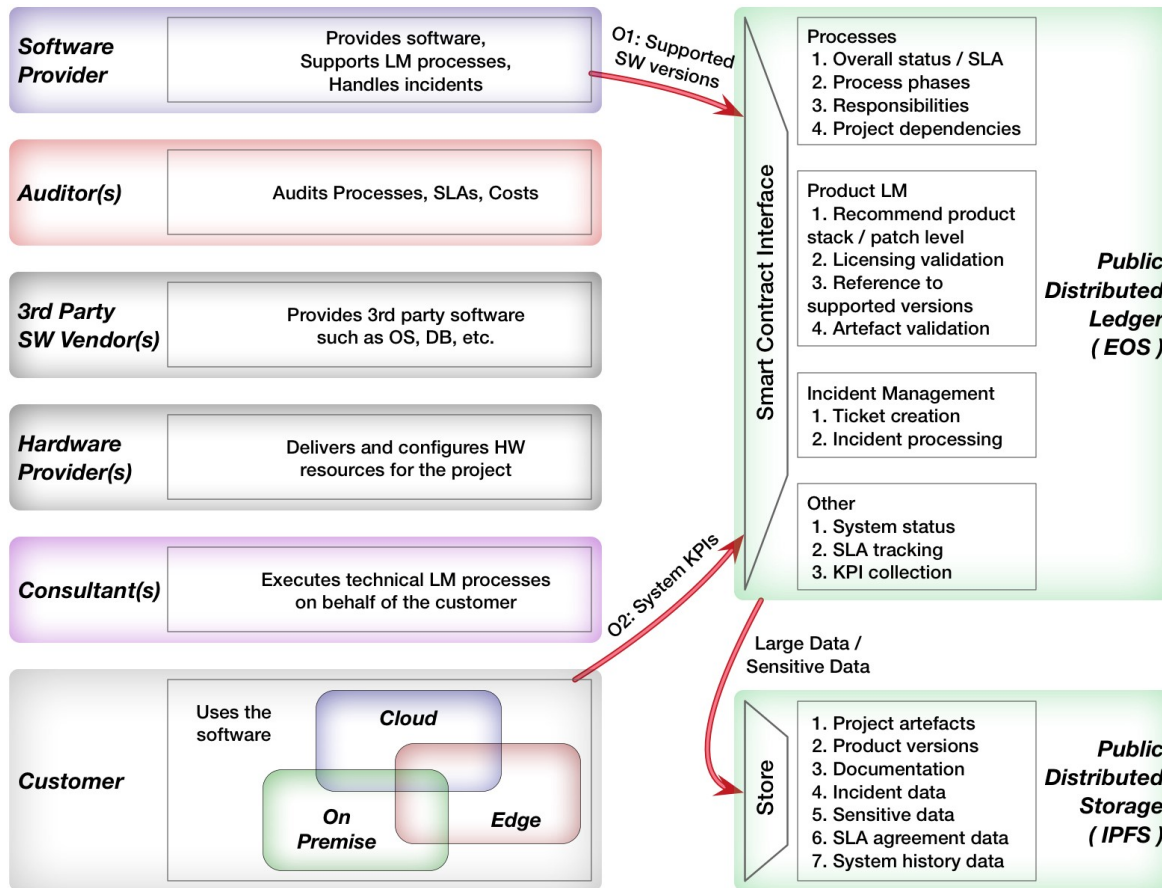 Software
Provider
Provides software,
Supports LM processes,
Handles incidents
O1: Supported
SW versions
Auditor(s)
Audits Processes, SLAs, Costs
3rd Party
SW Vendor(s)
Provides 3rd party software
such as OS, DB, etc.
Hardware
Provider(s)
Delivers and configures HW
resources for the project
Consultant(s)
Executes technical LM processes
on behalf of the customer
O2: System KPIs
Customer
Uses the
software
Cloud
On
Premise
Edge
Smart Contract Interface
Processes
1. Overall status / SLA
2. Process phases
3. Responsibilities
4. Project dependencies
Product LM
1. Recommend product
stack / patch level
2. Licensing validation
3. Reference to
supported versions
4. Artefact validation
Incident Management
1. Ticket creation
2. Incident processing
Other
1. System status
2. SLA tracking
3. KPI collection
Public
Distributed
Ledger
( EOS )
Large Data /
Sensitive Data
Store
1. Project artefacts
2. Product versions
3. Documentation
4. Incident data
5. Sensitive data
6. SLA agreement data
7. System history data
Public
Distributed
Storage
( IPFS )